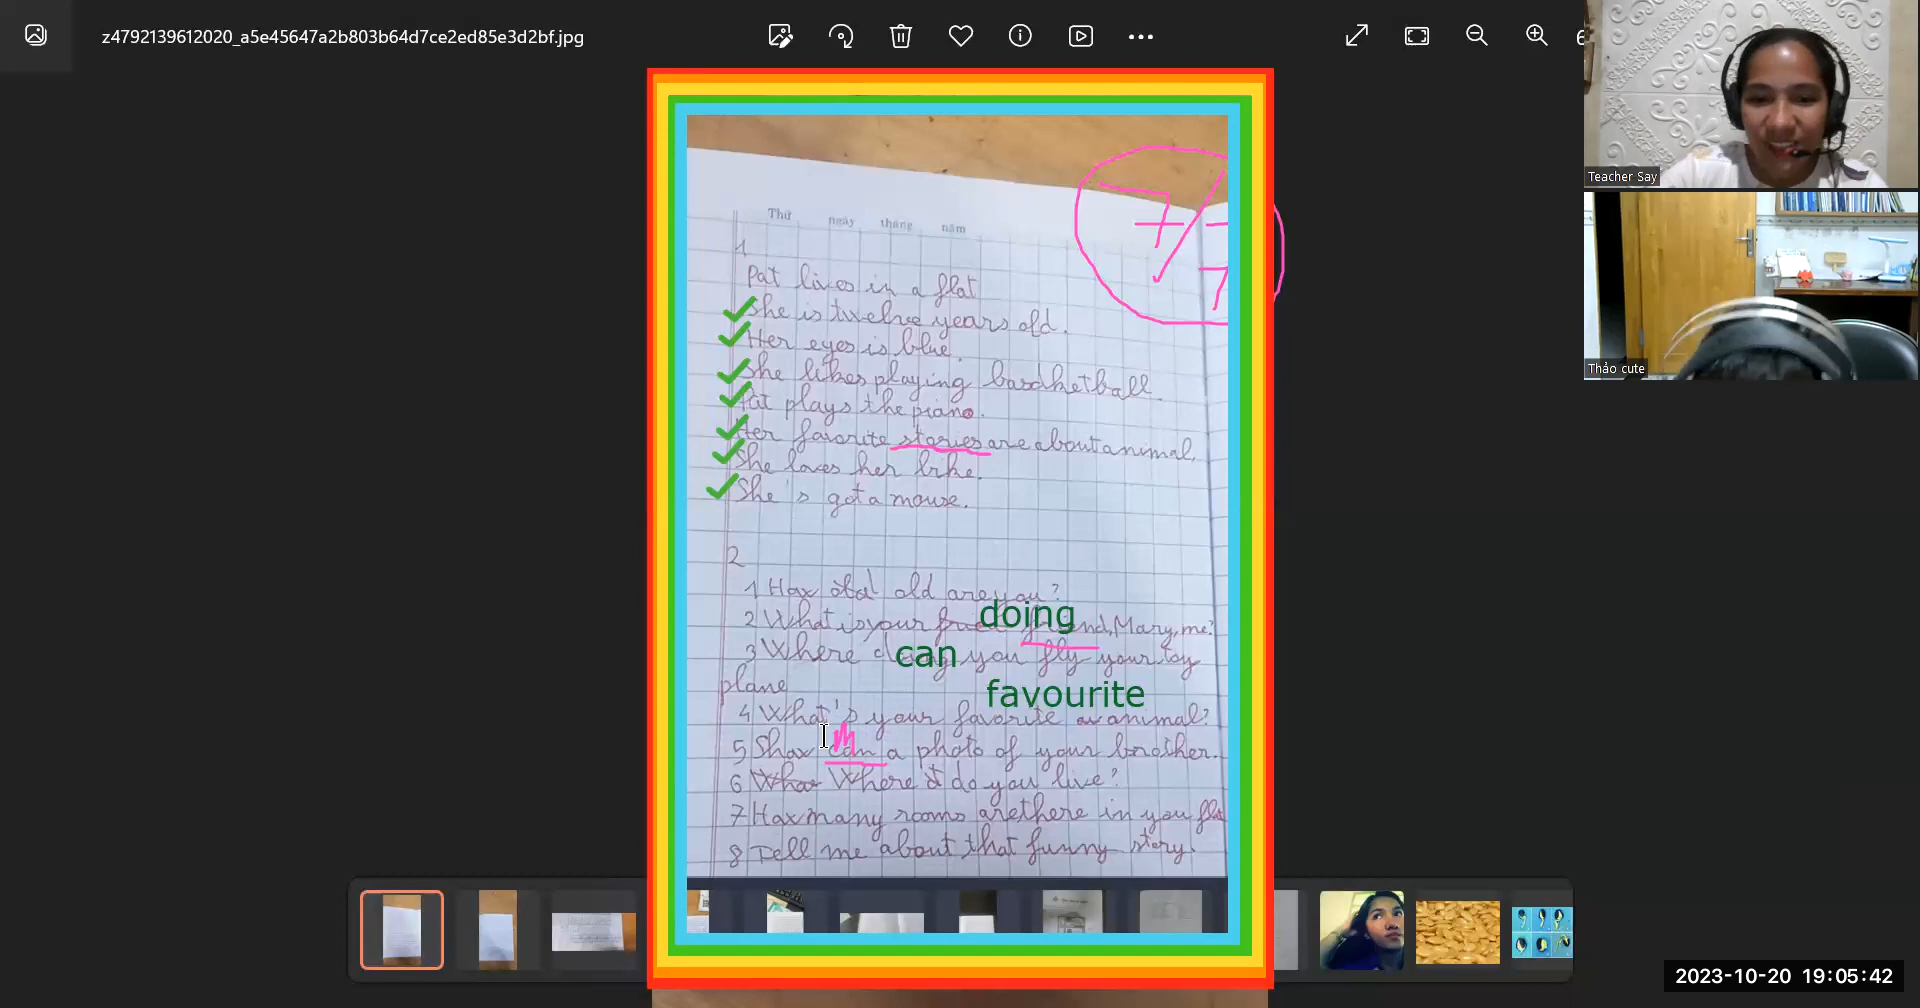 z4792139612020_a5e45647a2b803b64d7ce2ed85e3d2bf.jpg
Teacher Say
Thảo cute
Thứ ngày tháng năm
7/7
1
Pat lives in a flat
She is twelve years old.
Her eyes is blue.
She likes playing basdketball.
Pat plays the piano.
Her favorite stories are about animal,
She loves her bike.
She's got a mouse.
2
1 How old are you?
doing
2 What is your friend, Mary, me?
can
3 Where you fly your toy
plane
favourite
4 What's your favorite animal?
5 Show a photo of your brother.
6 Where do you live?
7 How many rooms are there in you
8 Tell me about that funny story.
2023-10-20 19:05:42